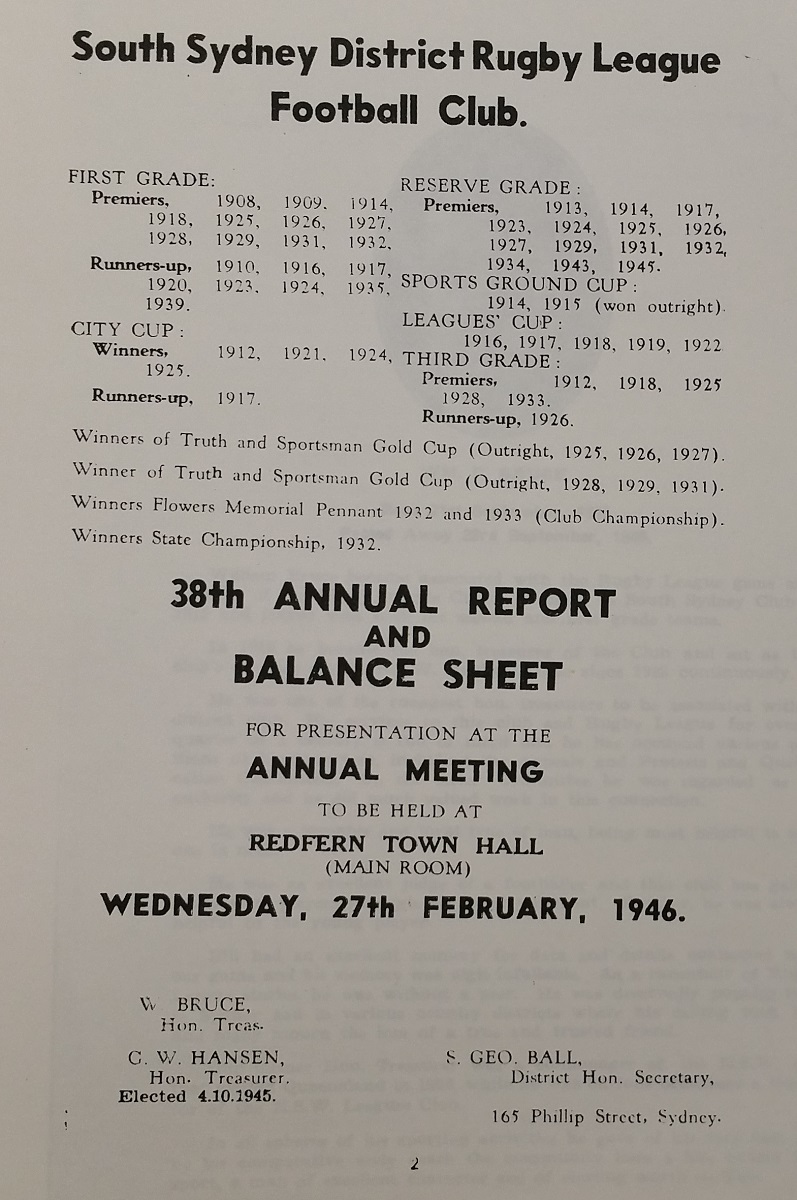 South Sydney District Rugby League
Football Club.
FIRST GRADE:
Premiers, 1908, 1909. 1914,
1918, 1925, 1926, 1927,
1928, 1929, 1931, 1932,
Runners-up, 1910, 1916, 1917,
1920, 1923, 1924, 1935,
1939.
CITY CUP:
Winners, 1912, 1921, 1924,
1925.
Runners-up, 1917.
RESERVE GRADE:
Premiers, 1913, 1914, 1917,
1923, 1924, 1925, 1926,
1927, 1929, 1931, 1932,
1934, 1943, 1945.
SPORTS GROUND CUP:
1914, 1915 (won outright).
LEAGUES' CUP:
1916, 1917, 1918, 1919, 1922
THIRD GRADE:
Premiers, 1912, 1918, 1925
1928, 1933.
Runners-up, 1926.
Winners of Truth and Sportsman Gold Cup (Outright, 1925, 1926, 1927).
Winner of Truth and Sportsman Gold Cup (Outright, 1928, 1929, 1931).
Winners Flowers Memorial Pennant 1932 and 1933 (Club Championship).
Winners State Championship, 1932.
38th ANNUAL REPORT
AND
BALANCE SHEET
FOR PRESENTATION AT THE
ANNUAL MEETING
TO BE HELD AT
REDFERN TOWN HALL
(MAIN ROOM)
WEDNESDAY, 27th FEBRUARY, 1946.
W BRUCE,
Hon. Treas.
G. W. HANSEN,
Hon. Treasurer.
Elected 4.10.1945.
S. GEO. BALL,
District Hon. Secretary,
165 Phillip Street, Sydney.
2